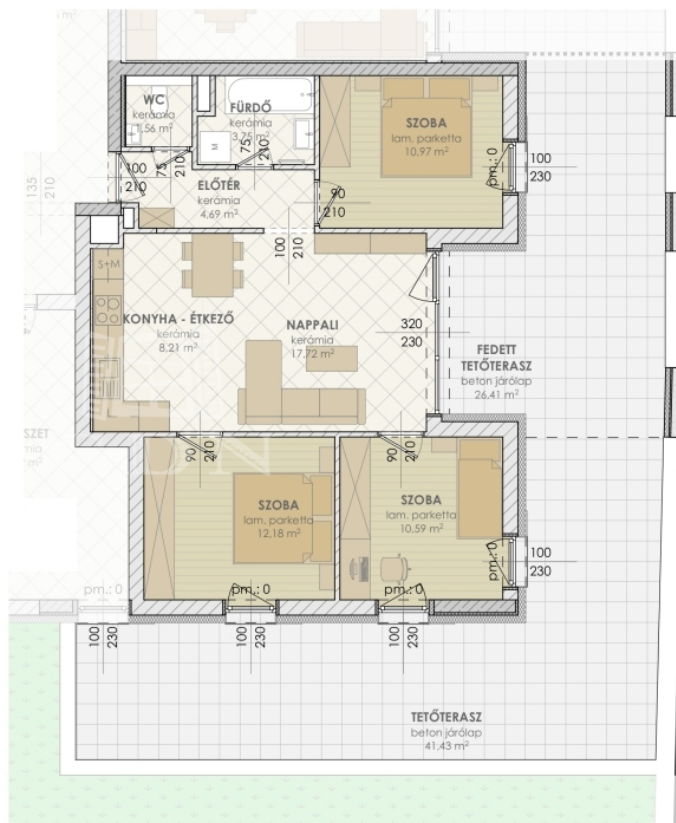 WC
kerámia
1,56 m²
FÜRDŐ
kerámia
3,75 m²
M
75
210
75
210
SZOBA
lam. parketta
10,97 m²
pm.: 0
100
230
135
210
100
210
ELŐTÉR
kerámia
4,69 m²
90
210
100
210
S+M
KONYHA - ÉTKEZŐ
kerámia
8,21 m²
NAPPALI
kerámia
17,72 m²
320
230
FEDETT
TETŐTERASZ
beton járólap
26,41 m²
90
210
90
210
SZOBA
lam. parketta
12,18 m²
SZOBA
lam. parketta
10,59 m²
pm.: 0
100
230
pm.: 0
pm.: 0
pm.: 0
100
230
100
230
100
230
TETŐTERASZ
beton járólap
41,43 m²